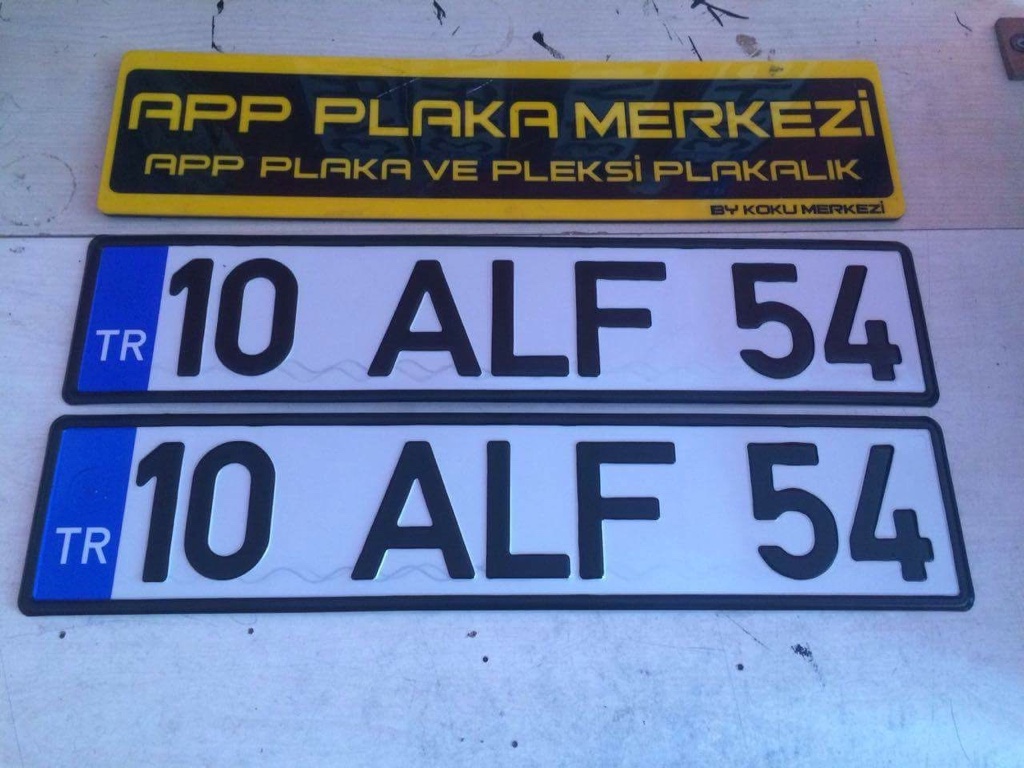 APP PLAKA MERKEZİ
APP PLAKA VE PLEKSİ PLAKALIK
BY KOKU MERKEZİ
TR 10 ALF 54
TR 10 ALF 54